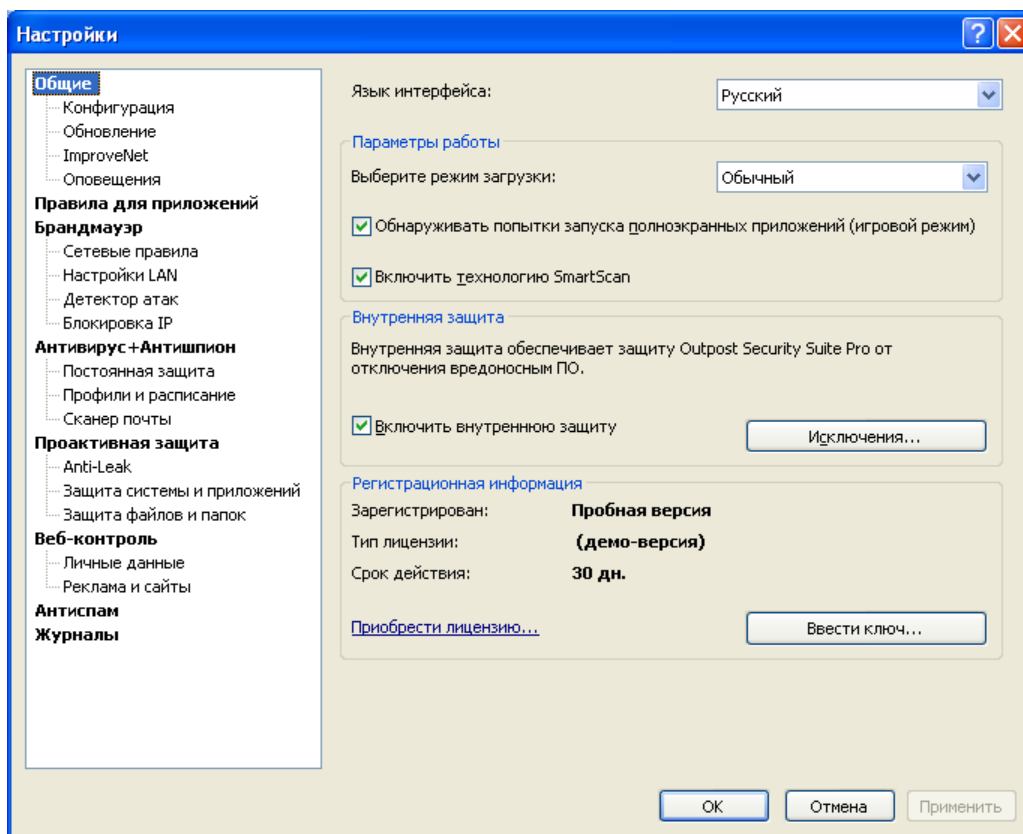 Настройки
Общие
Конфигурация
Обновление
ImproveNet
Оповещения
Правила для приложений
Брандмауэр
Сетевые правила
Настройки LAN
Детектор атак
Блокировка IP
Антивирус+Антишпион
Постоянная защита
Профили и расписание
Сканер почты
Проактивная защита
Anti-Leak
Защита системы и приложений
Защита файлов и папок
Веб-контроль
Личные данные
Реклама и сайты
Антиспам
Журналы
Язык интерфейса: Русский
Параметры работы
Выберите режим загрузки: Обычный
Обнаруживать попытки запуска полноэкранных приложений (игровой режим)
Включить технологию SmartScan
Внутренняя защита
Внутренняя защита обеспечивает защиту Outpost Security Suite Pro от
отключения вредоносным ПО.
Включить внутреннюю защиту Исключения...
Регистрационная информация
Зарегистрирован: Пробная версия
Тип лицензии: (демо-версия)
Срок действия: 30 дн.
Приобрести лицензию... Ввести ключ...
OK Отмена Применить